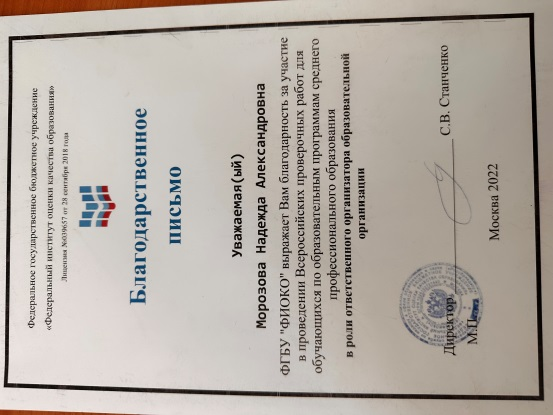 Федеральное государственное бюджетное учреждение
«Федеральный институт оценки качества образования»
Лицензия №039657 от 28 сентября 2018 года
Благодарственное
письмо
Уважаемая(ый)
Морозова Надежда Александровна
ФГБУ "ФИОКО" выражает Вам благодарность за участие
в проведении Всероссийских проверочных работ для
обучающихся по образовательным программам среднего
профессионального образования
в роли ответственного организатора образовательной
организации
Директор С.В. Станченко
М.П.
Москва 2022